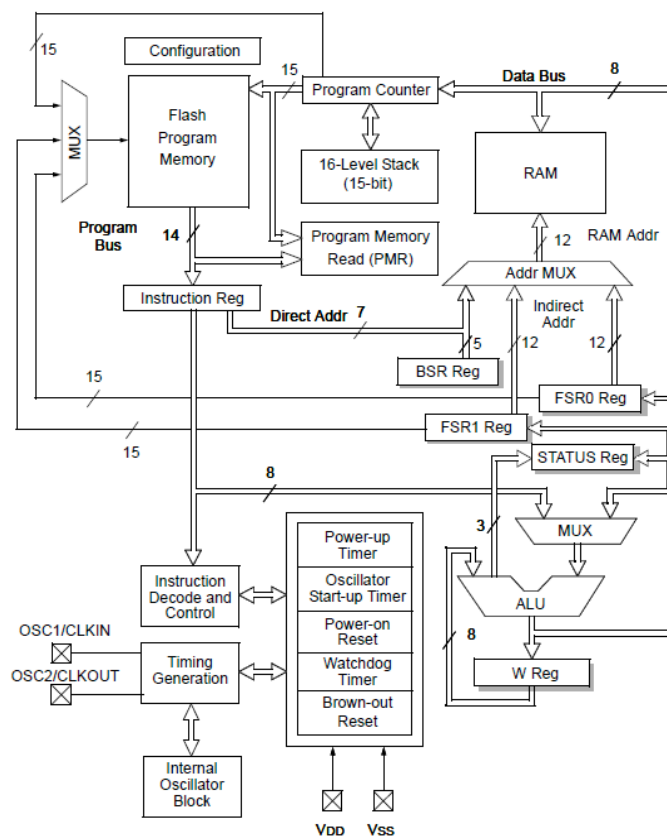 15
Configuration
MUX
Flash
Program
Memory
15
Program Counter
Data Bus
8
16-Level Stack
(15-bit)
RAM
Program
Bus
14
Program Memory
Read (PMR)
12
RAM Addr
Addr MUX
Instruction Reg
Direct Addr
7
5
Indirect
Addr
12
12
BSR Reg
15
FSR0 Reg
15
FSR1 Reg
STATUS Reg
8
3
MUX
Power-up
Timer
Instruction
Decode and
Control
Oscillator
Start-up Timer
ALU
OSC1/CLKIN
Power-on
Reset
8
OSC2/CLKOUT
Timing
Generation
Watchdog
Timer
W Reg
Brown-out
Reset
Internal
Oscillator
Block
VDD
VSS